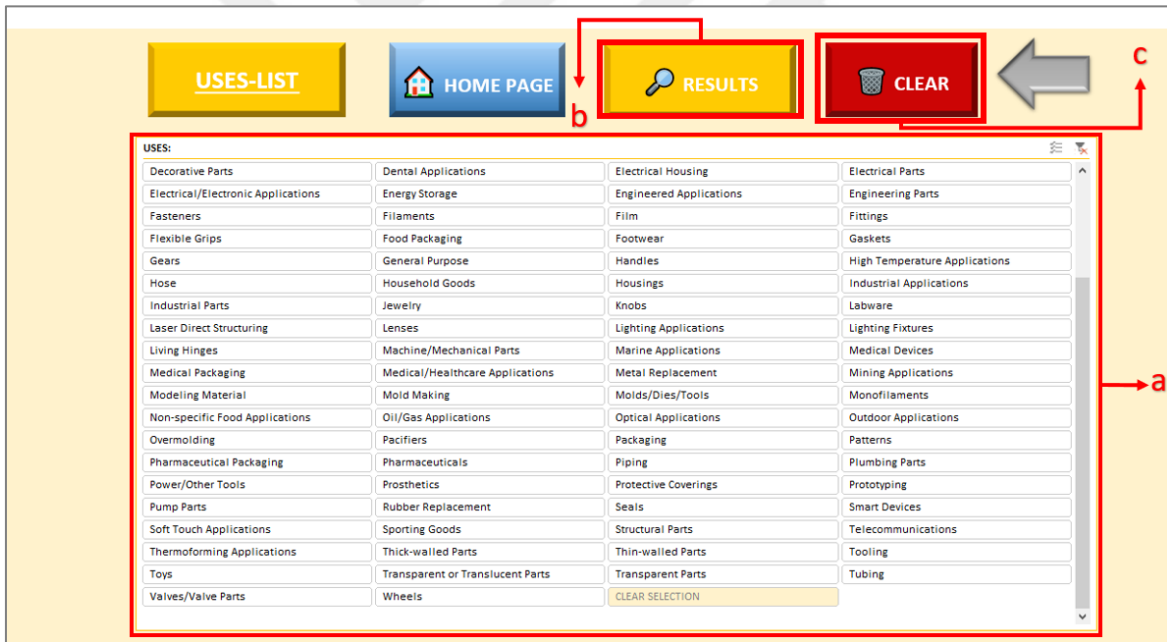 USES-LIST
HOME PAGE
RESULTS
CLEAR
c
b
USES:
Decorative Parts Dental Applications Electrical Housing Electrical Parts
Electrical/Electronic Applications Energy Storage Engineered Applications Engineering Parts
Fasteners Filaments Film Fittings
Flexible Grips Food Packaging Footwear Gaskets
Gears General Purpose Handles High Temperature Applications
Hose Household Goods Housings Industrial Applications
Industrial Parts Jewelry Knobs Labware
Laser Direct Structuring Lenses Lighting Applications Lighting Fixtures
Living Hinges Machine/Mechanical Parts Marine Applications Medical Devices
Medical Packaging Medical/Healthcare Applications Metal Replacement Mining Applications
a
Modeling Material Mold Making Molds/Dies/Tools Monofilaments
Non-specific Food Applications Oil/Gas Applications Optical Applications Outdoor Applications
Overmolding Pacifiers Packaging Patterns
Pharmaceutical Packaging Pharmaceuticals Piping Plumbing Parts
Power/Other Tools Prosthetics Protective Coverings Prototyping
Pump Parts Rubber Replacement Seals Smart Devices
Soft Touch Applications Sporting Goods Structural Parts Telecommunications
Thermoforming Applications Thick-walled Parts Thin-walled Parts Tooling
Toys Transparent or Translucent Parts Transparent Parts Tubing
Valves/Valve Parts Wheels CLEAR SELECTION